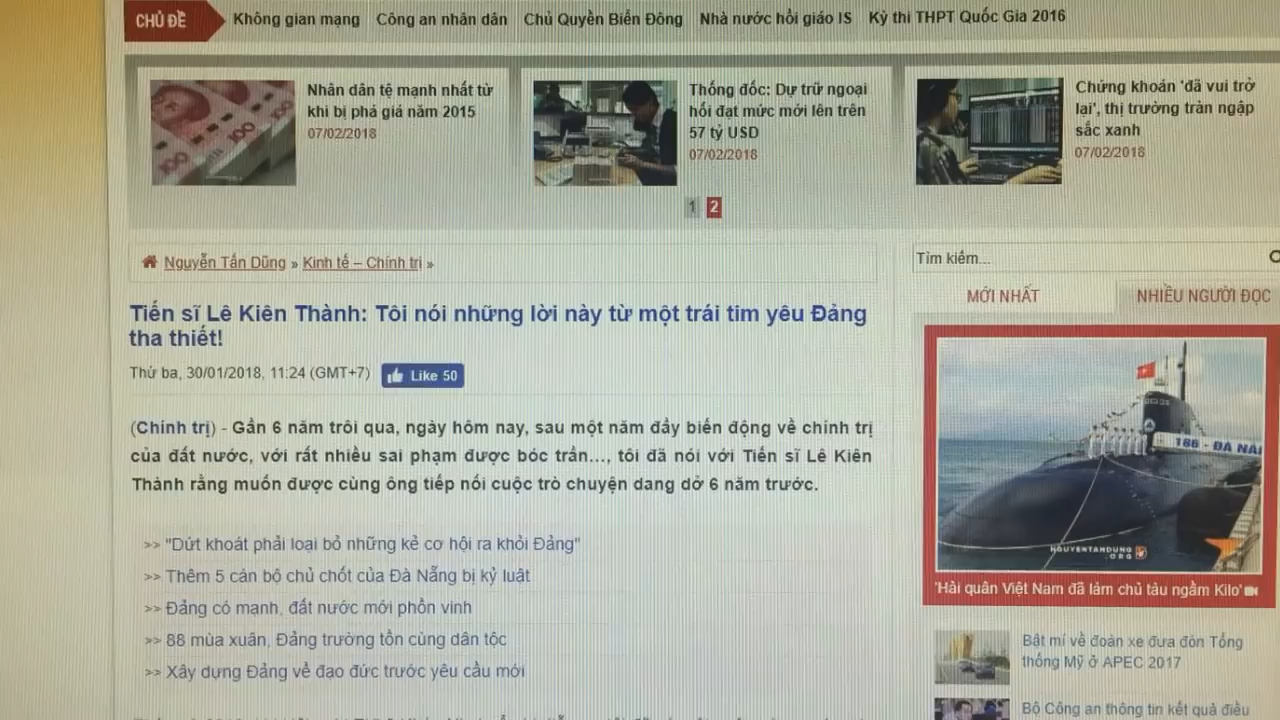 CHỦ ĐỀ
Không gian mạng
Công an nhân dân
Chủ Quyền Biển Đông
Nhà nước hồi giáo IS
Kỳ thi THPT Quốc Gia 2016
Nhân dân tệ mạnh nhất từ
khi bị phá giá năm 2015
07/02/2018
Thống đốc: Dự trữ ngoại
hối đạt mức mới lên trên
57 tỷ USD
07/02/2018
Chứng khoán 'đã vui trở
lại', thị trường tràn ngập
sắc xanh
07/02/2018
1 2
Nguyễn Tấn Dũng » Kinh tế – Chính trị »
Tìm kiếm...
Tiến sĩ Lê Kiên Thành: Tôi nói những lời này từ một trái tim yêu Đảng
tha thiết!
Thứ ba, 30/01/2018, 11:24 (GMT+7)
Like 50
(Chính trị) - Gần 6 năm trôi qua, ngày hôm nay, sau một năm đầy biến động về chính trị
của đất nước, với rất nhiều sai phạm được bóc trần..., tôi đã nói với Tiến sĩ Lê Kiên
Thành rằng muốn được cùng ông tiếp nối cuộc trò chuyện dang dở 6 năm trước.
>> "Dứt khoát phải loại bỏ những kẻ cơ hội ra khỏi Đảng"
>> Thêm 5 cán bộ chủ chốt của Đà Nẵng bị kỷ luật
>> Đảng có mạnh, đất nước mới phồn vinh
>> 88 mùa xuân, Đảng trường tồn cùng dân tộc
>> Xây dựng Đảng về đạo đức trước yêu cầu mới
MỚI NHẤT
NHIỀU NGƯỜI ĐỌC
186 - ĐÀ NẴ
NGUYENTANDUNG
.ORG
'Hải quân Việt Nam đã làm chủ tàu ngầm Kilo'
Bật mí về đoàn xe đưa đón Tổng
thống Mỹ ở APEC 2017
Bộ Công an thông tin kết quả điều